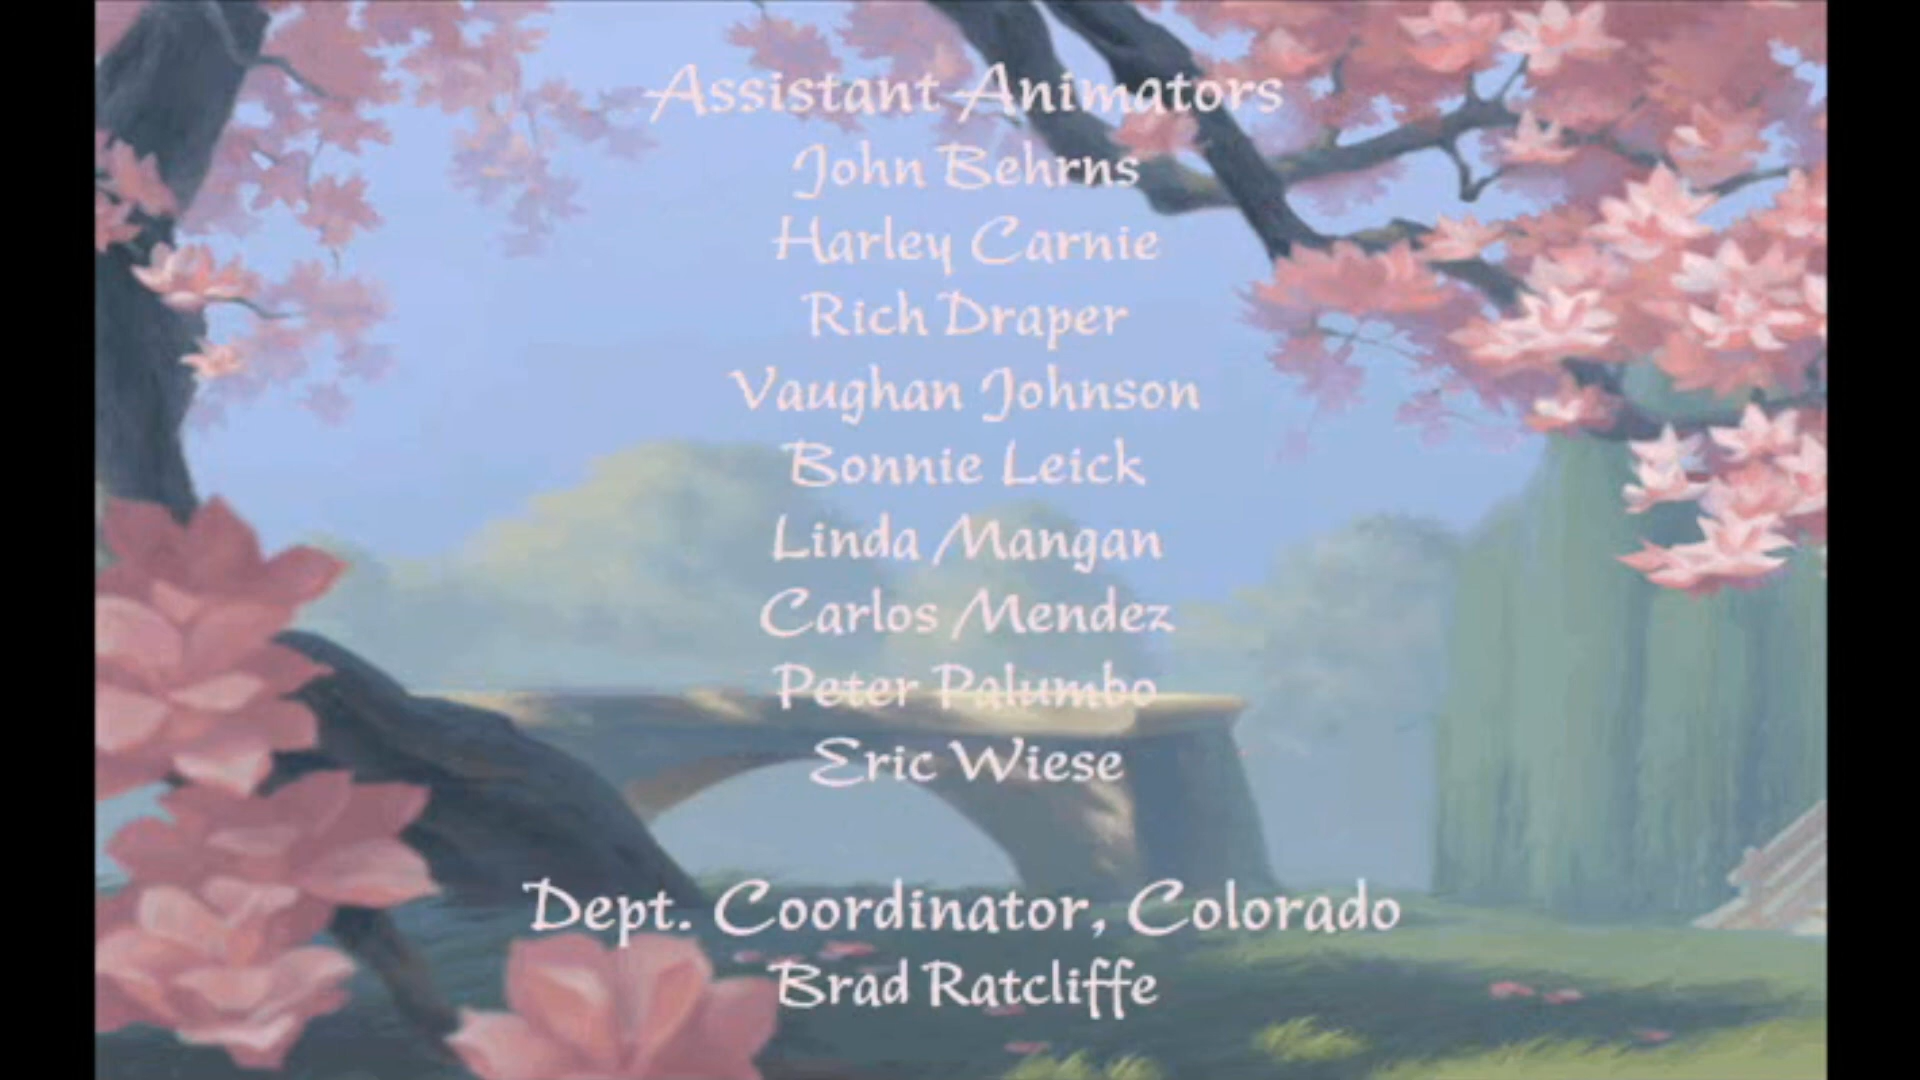 Assistant Animators
John Behrns
Harley Carnie
Rich Draper
Vaughan Johnson
Bonnie Leick
Linda Mangan
Carlos Mendez
Peter Palumbo
Eric Wiese
Dept. Coordinator, Colorado
Brad Ratcliffe